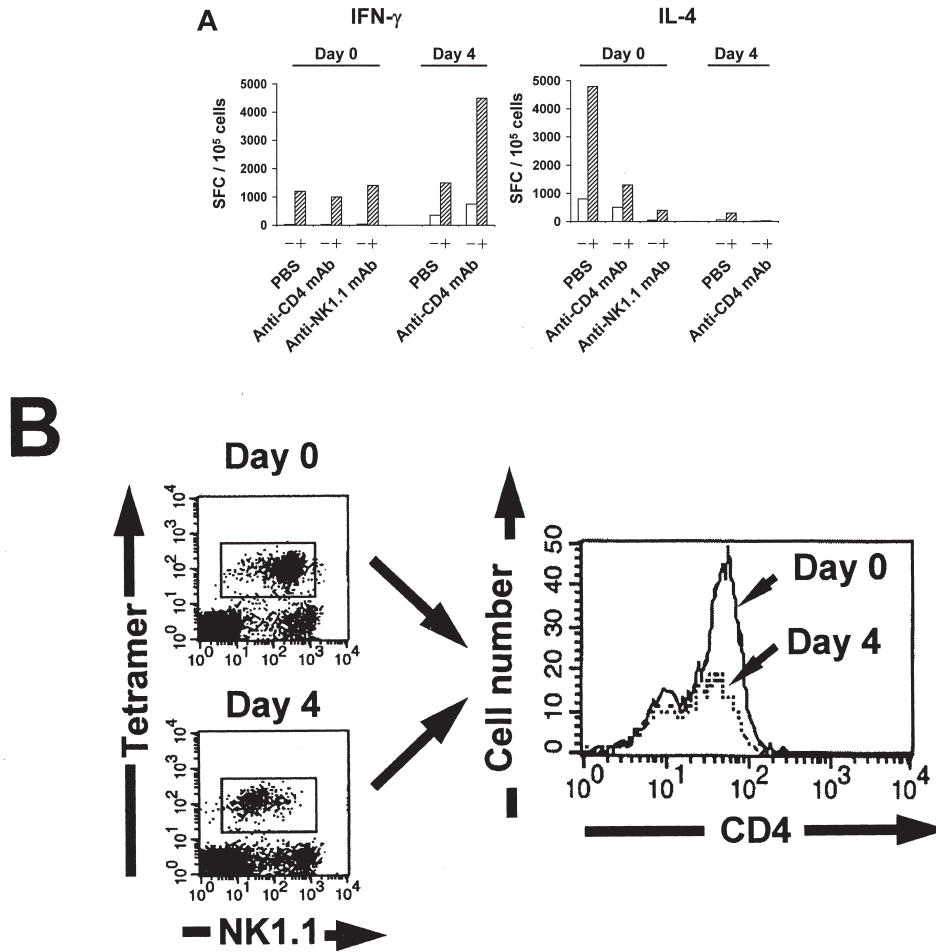 A
IFN-γ
Day 0
Day 4
SFC / 10⁵ cells
5000
4000
3000
2000
1000
0
−+ −+ −+ −+ −+
PBS
Anti-CD4 mAb
Anti-NK1.1 mAb
PBS
Anti-CD4 mAb
IL-4
Day 0
Day 4
SFC / 10⁵ cells
5000
4000
3000
2000
1000
0
−+ −+ −+ −+ −+
PBS
Anti-CD4 mAb
Anti-NK1.1 mAb
PBS
Anti-CD4 mAb
B
Day 0
10⁴
10³
10²
10¹
10⁰
10⁰ 10¹ 10² 10³ 10⁴
Tetramer
Day 4
10⁴
10³
10²
10¹
10⁰
10⁰ 10¹ 10² 10³ 10⁴
NK1.1
Cell number
50
40
30
20
10
0
Day 0
Day 4
10⁰ 10¹ 10² 10³ 10⁴
CD4